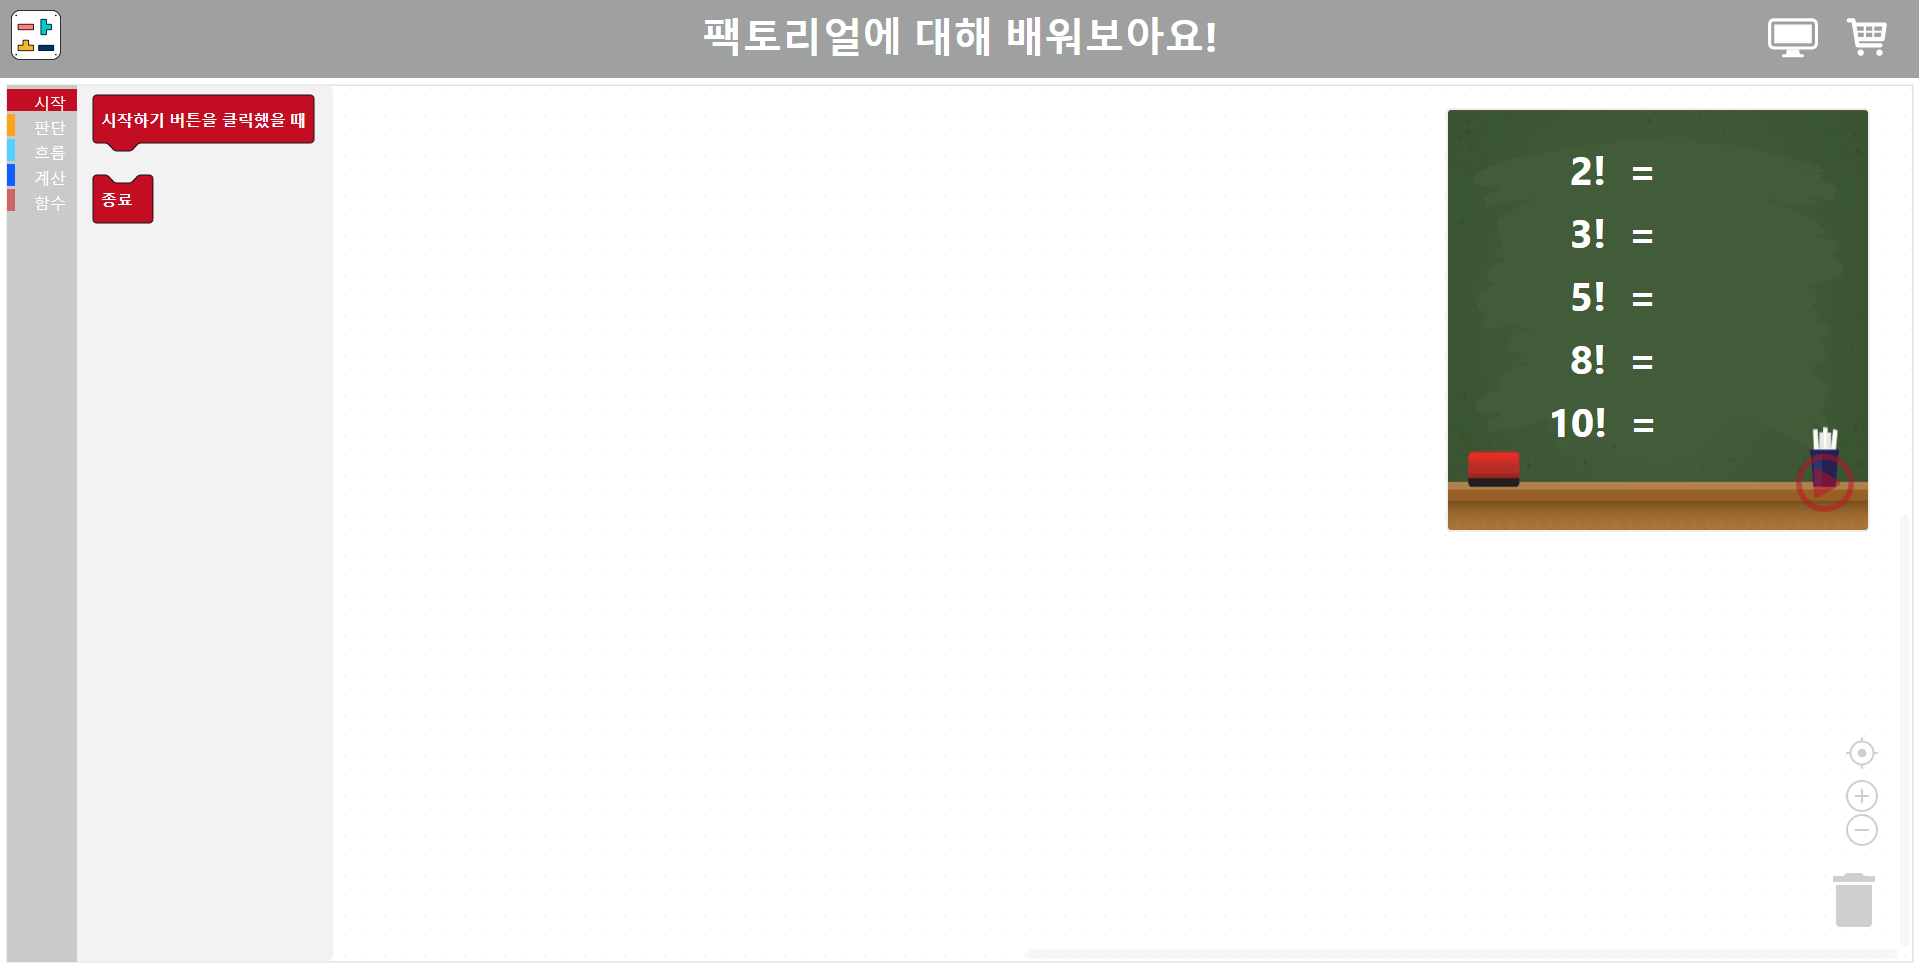 팩토리얼에 대해 배워보아요!
시작
판단
흐름
계산
함수
시작하기 버튼을 클릭했을 때
종료
2! =
3! =
5! =
8! =
10! =